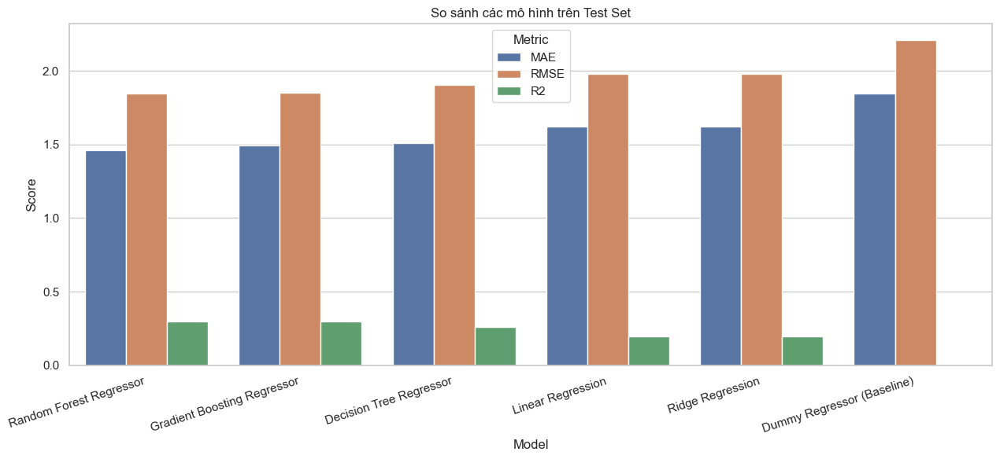 So sánh các mô hình trên Test Set
Metric
MAE
RMSE
R2
Score
2.0
1.5
1.0
0.5
0.0
Random Forest Regressor
Gradient Boosting Regressor
Decision Tree Regressor
Linear Regression
Ridge Regression
Dummy Regressor (Baseline)
Model